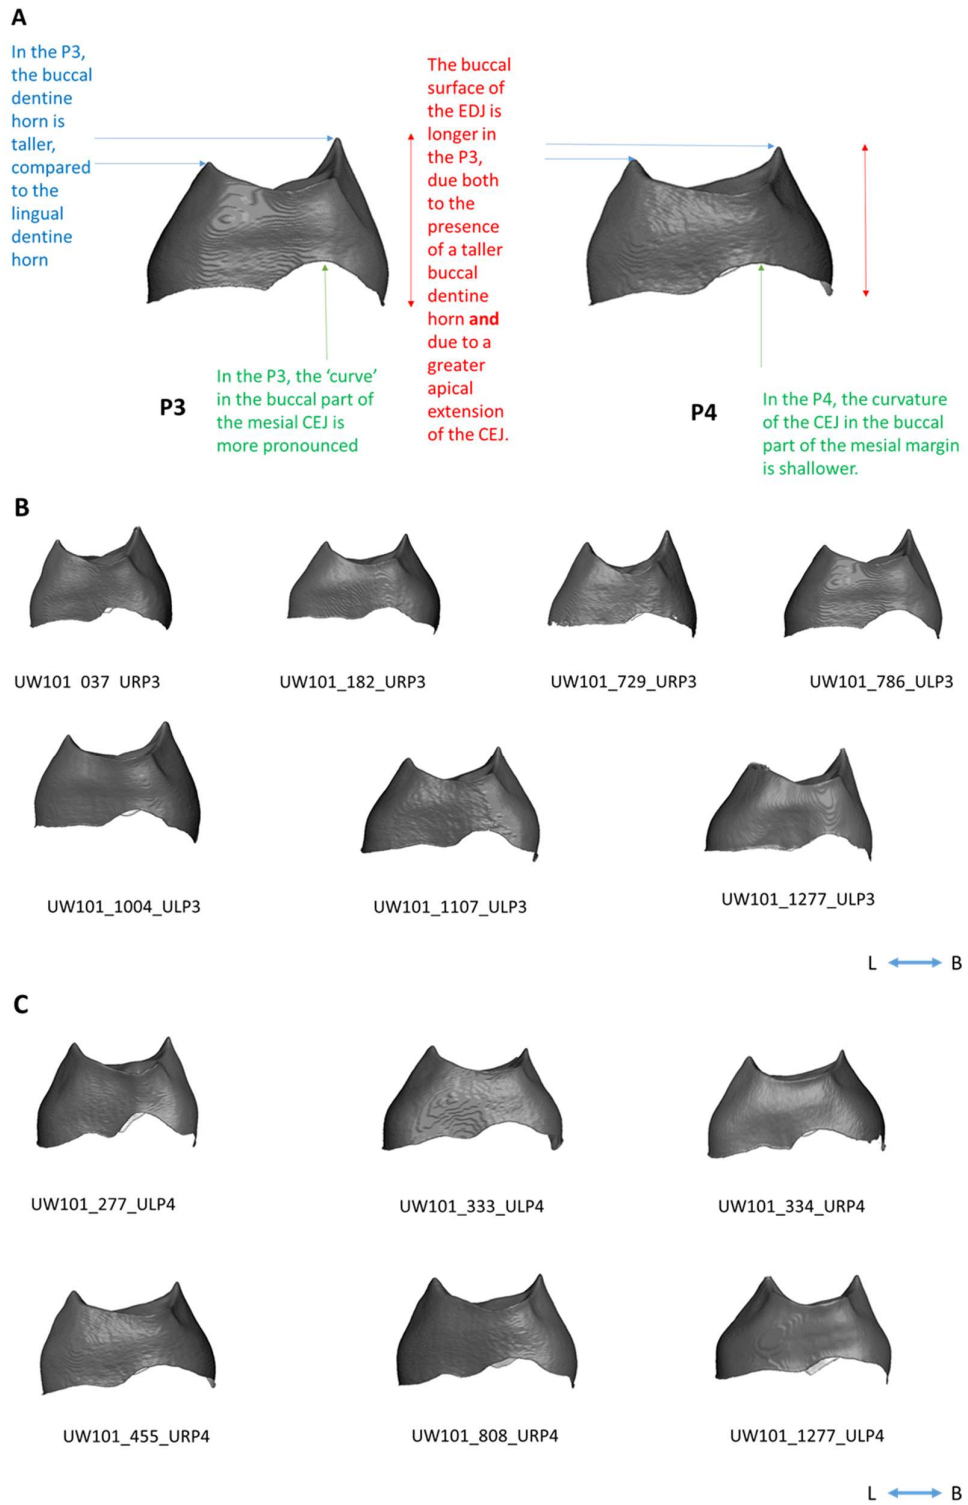 A
In the P3,
the buccal
dentine
horn is
taller,
compared
to the
lingual
dentine
horn
The buccal
surface of
the EDJ is
longer in
the P3,
due both
to the
presence
of a taller
buccal
dentine
horn and
due to a
greater
apical
extension
of the CEJ.
P3
In the P3, the ‘curve’
in the buccal part of
the mesial CEJ is
more pronounced
P4
In the P4, the curvature
of the CEJ in the buccal
part of the mesial margin
is shallower.
B
UW101 037 URP3
UW101_182_URP3
UW101_729_URP3
UW101_786_ULP3
UW101_1004_ULP3
UW101_1107_ULP3
UW101_1277_ULP3
L B
C
UW101_277_ULP4
UW101_333_ULP4
UW101_334_URP4
UW101_455_URP4
UW101_808_URP4
UW101_1277_ULP4
L B